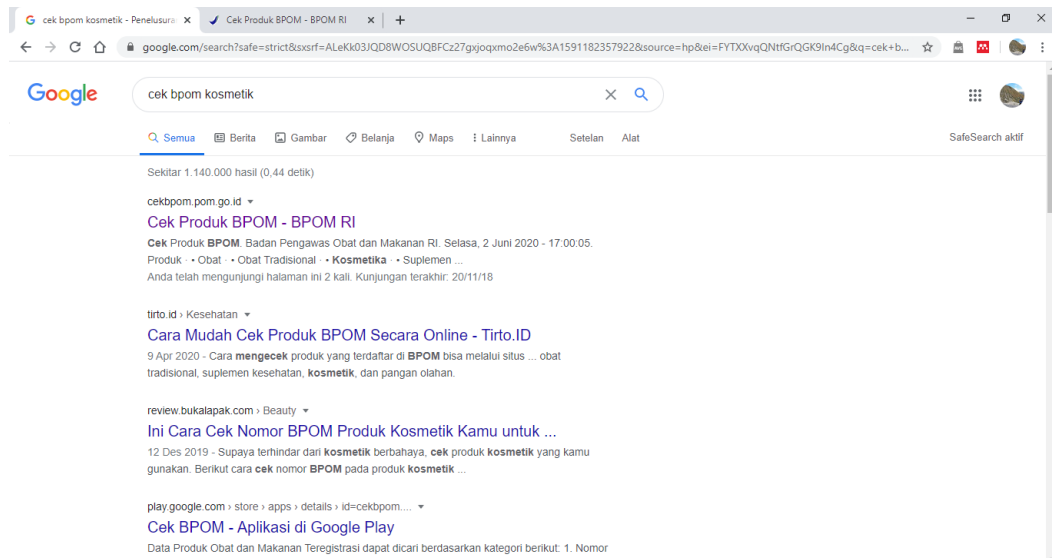 cek bpom kosmetik - Penelusura
Cek Produk BPOM - BPOM RI
google.com/search?safe=strict&sxsrf=ALeKk03JQD8WOSUQBFCz27gxjoqxmo2e6w%3A1591182357922&source=hp&ei=FYTXXvqQNtfGrQGK9In4Cg&q=cek+b...
Google
cek bpom kosmetik
Semua Berita Gambar Belanja Maps Lainnya Setelan Alat SafeSearch aktif
Sekitar 1.140.000 hasil (0,44 detik)
cekbpom.pom.go.id
Cek Produk BPOM - BPOM RI
Cek Produk BPOM. Badan Pengawas Obat dan Makanan RI. Selasa, 2 Juni 2020 - 17:00:05.
Produk · • Obat · • Obat Tradisional · • Kosmetika · • Suplemen ...
Anda telah mengunjungi halaman ini 2 kali. Kunjungan terakhir: 20/11/18
tirto.id › Kesehatan
Cara Mudah Cek Produk BPOM Secara Online - Tirto.ID
9 Apr 2020 - Cara mengecek produk yang terdaftar di BPOM bisa melalui situs ... obat
tradisional, suplemen kesehatan, kosmetik, dan pangan olahan.
review.bukalapak.com › Beauty
Ini Cara Cek Nomor BPOM Produk Kosmetik Kamu untuk ...
12 Des 2019 - Supaya terhindar dari kosmetik berbahaya, cek produk kosmetik yang kamu
gunakan. Berikut cara cek nomor BPOM pada produk kosmetik ...
play.google.com › store › apps › details › id=cekbpom....
Cek BPOM - Aplikasi di Google Play
Data Produk Obat dan Makanan Teregistrasi dapat dicari berdasarkan kategori berikut: 1. Nomor